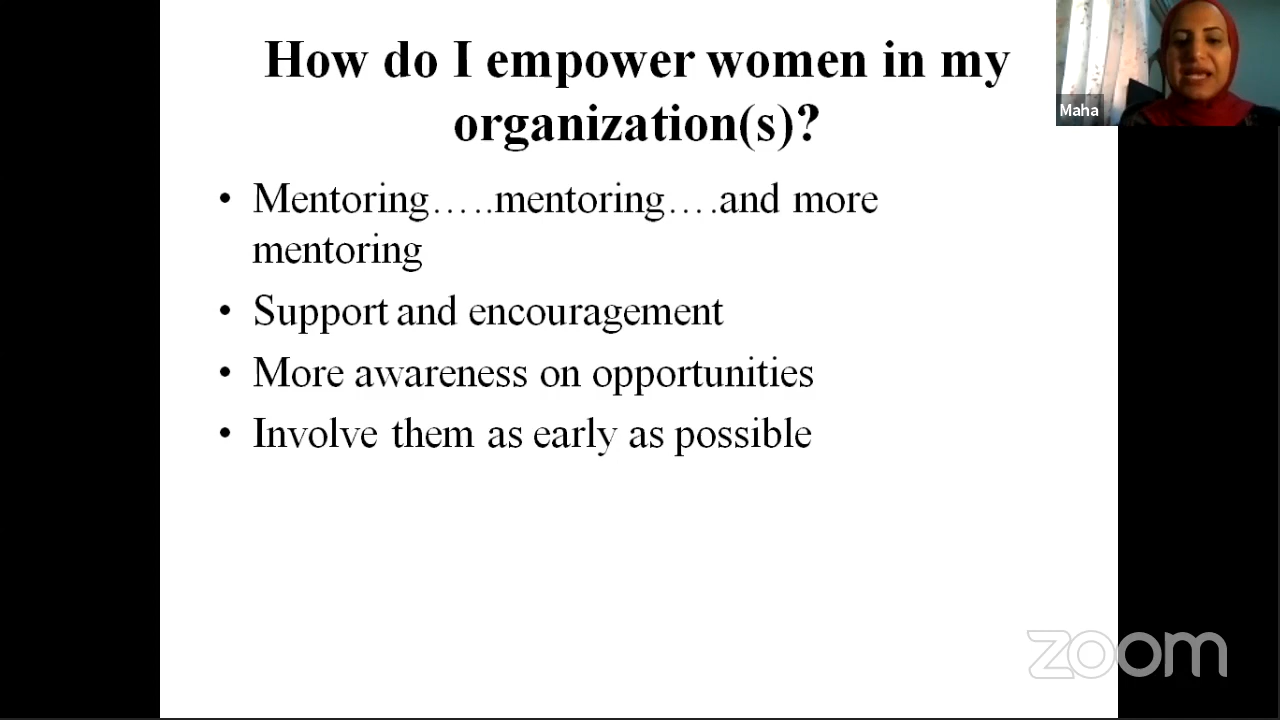 How do I empower women in my
organization(s)?
Maha
• Mentoring…..mentoring….and more
mentoring
• Support and encouragement
• More awareness on opportunities
• Involve them as early as possible
zoom